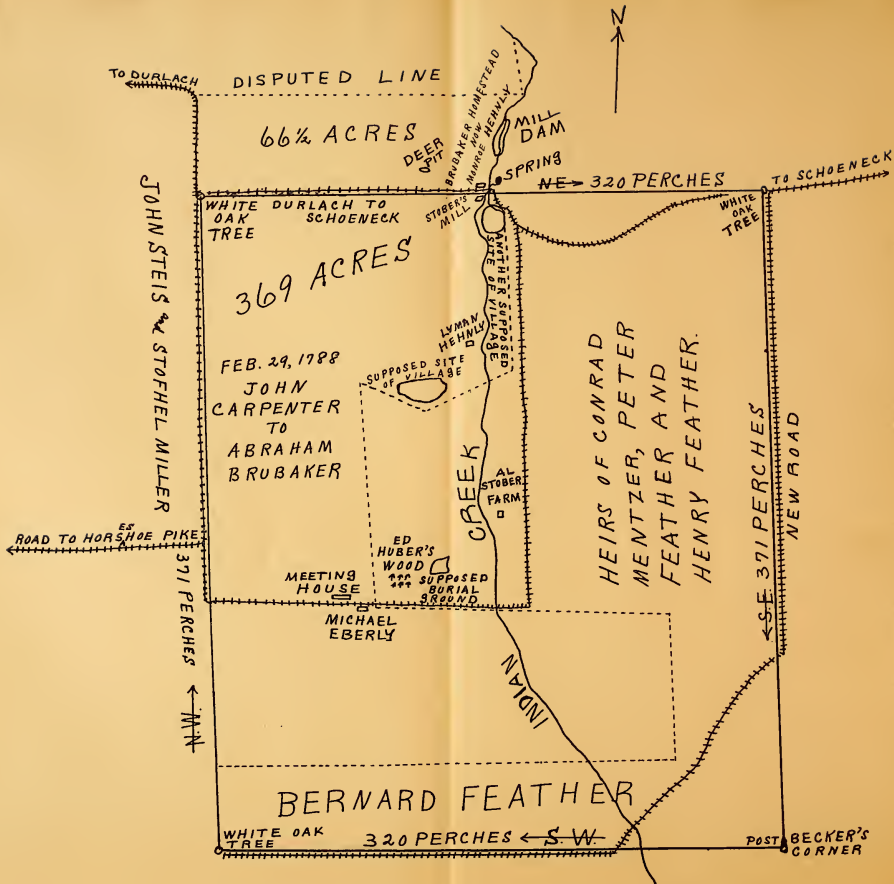 N
TO DURLACH
DISPUTED LINE
66½ ACRES
DEER
PIT
BRUBAKER HOMESTEAD
NOW
MONROE HEHNLY
MILL
DAM
SPRING
NE→ 320 PERCHES
TO SCHOENECK
WHITE
OAK
TREE
DURLACH TO
SCHOENECK
STOBER'S
MILL
WHITE
OAK
TREE
JOHN STEIS and STOFHEL MILLER
369 ACRES
ANOTHER SUPPOSED
SITE OF VILLAGE
LYMAN
HEHNLY
FEB. 29, 1788
JOHN
CARPENTER
TO
ABRAHAM
BRUBAKER
SUPPOSED SITE
OF VILLAGE
HEIRS OF CONRAD
MENTZER, PETER
FEATHER AND
HENRY FEATHER.
NEW ROAD
←S.E. 371 PERCHES
CREEK
AL
STOBER
FARM
ES
ROAD TO HORSHOE PIKE
371 PERCHES
←N.W
ED
HUBER'S
WOOD
MEETING
HOUSE
SUPPOSED
BURIAL
GROUND
MICHAEL
EBERLY
INDIAN
BERNARD FEATHER
WHITE OAK
TREE
320 PERCHES ←S.W.
POST
BECKER'S
CORNER